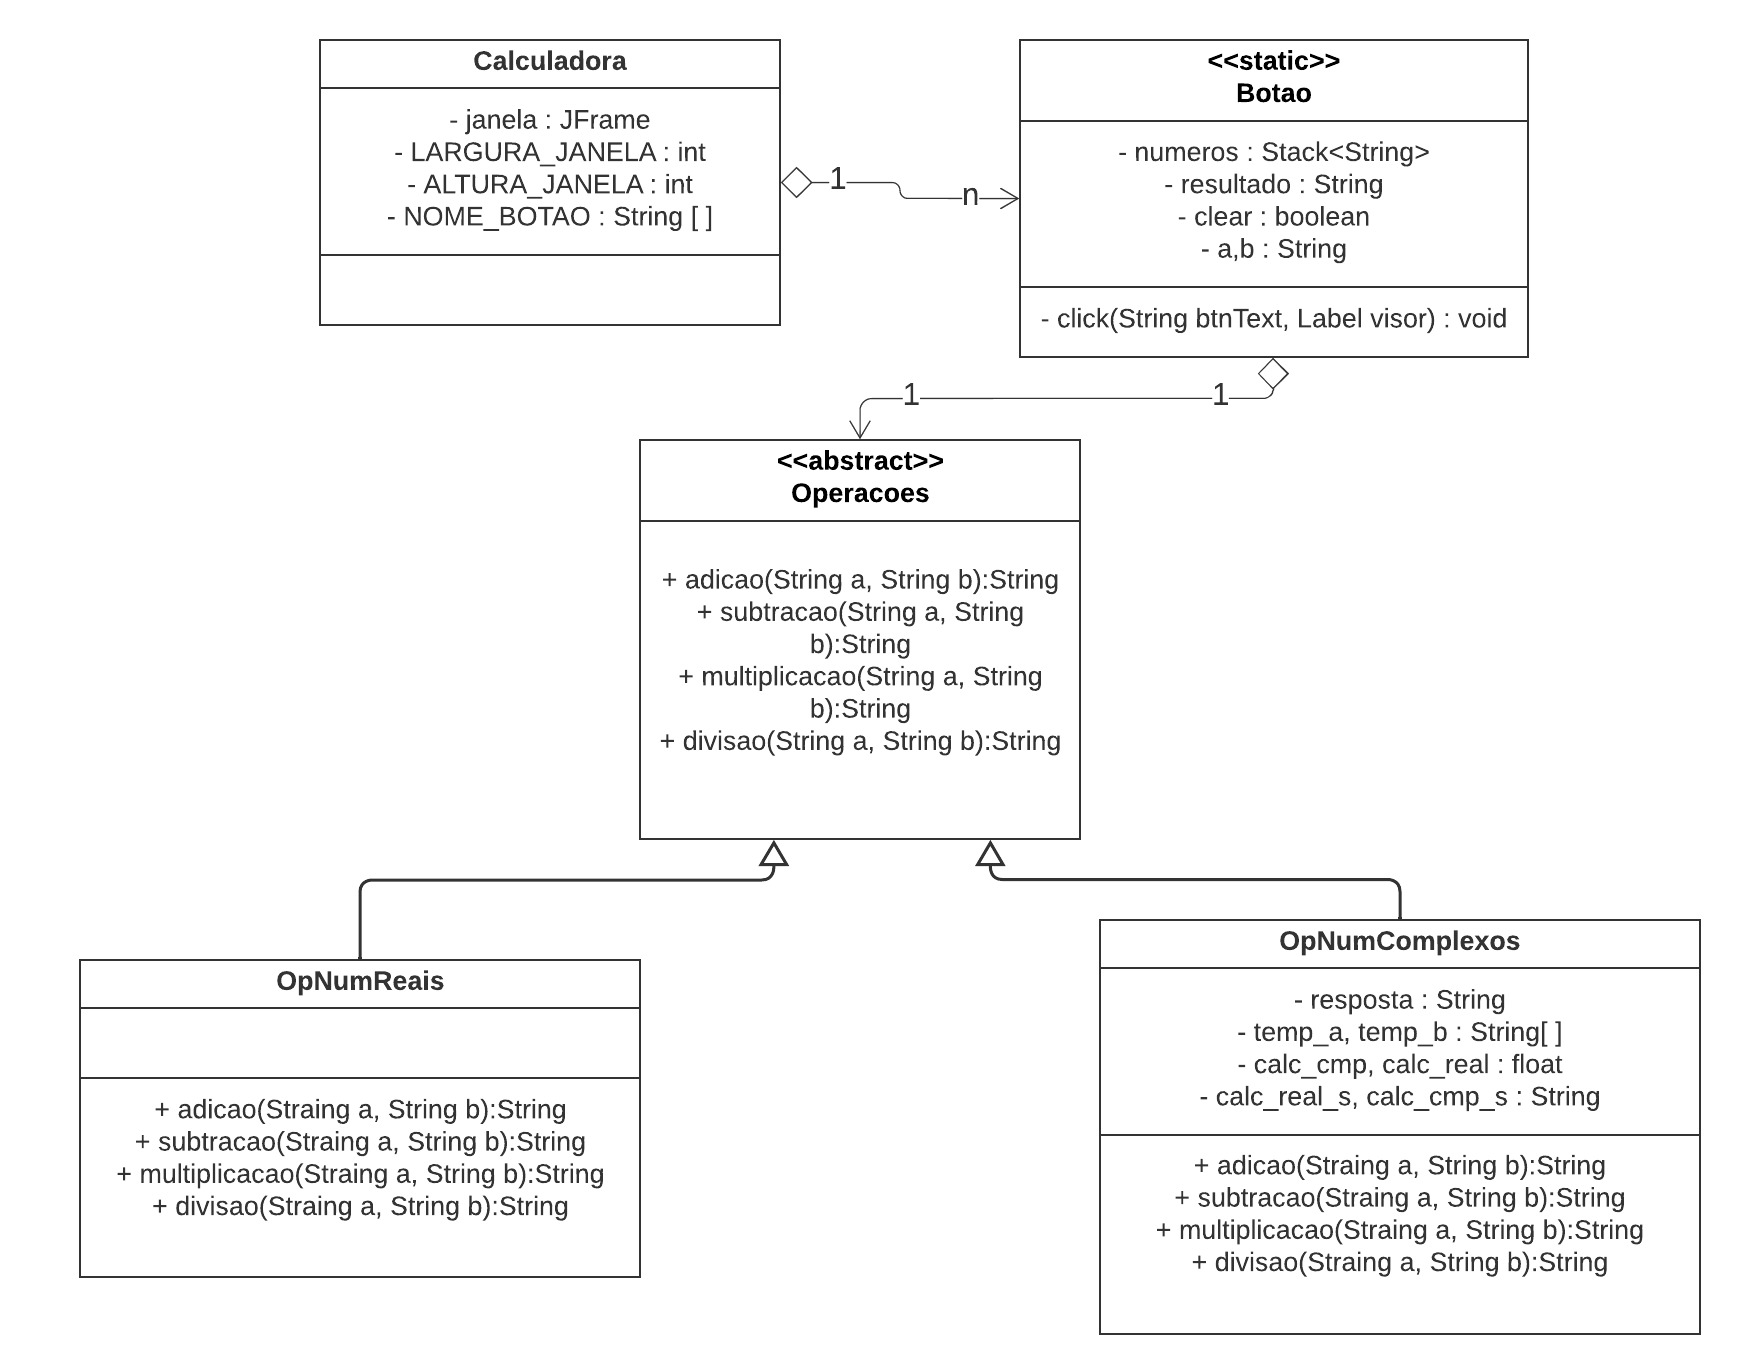 Calculadora
- janela : JFrame
- LARGURA_JANELA : int
- ALTURA_JANELA : int
- NOME_BOTAO : String [ ]
1
n
<<static>>
Botao
- numeros : Stack<String>
- resultado : String
- clear : boolean
- a,b : String
- click(String btnText, Label visor) : void
1
1
<<abstract>>
Operacoes
+ adicao(String a, String b):String
+ subtracao(String a, String
b):String
+ multiplicacao(String a, String
b):String
+ divisao(String a, String b):String
OpNumReais
+ adicao(Straing a, String b):String
+ subtracao(Straing a, String b):String
+ multiplicacao(Straing a, String b):String
+ divisao(Straing a, String b):String
OpNumComplexos
- resposta : String
- temp_a, temp_b : String[ ]
- calc_cmp, calc_real : float
- calc_real_s, calc_cmp_s : String
+ adicao(Straing a, String b):String
+ subtracao(Straing a, String b):String
+ multiplicacao(Straing a, String b):String
+ divisao(Straing a, String b):String